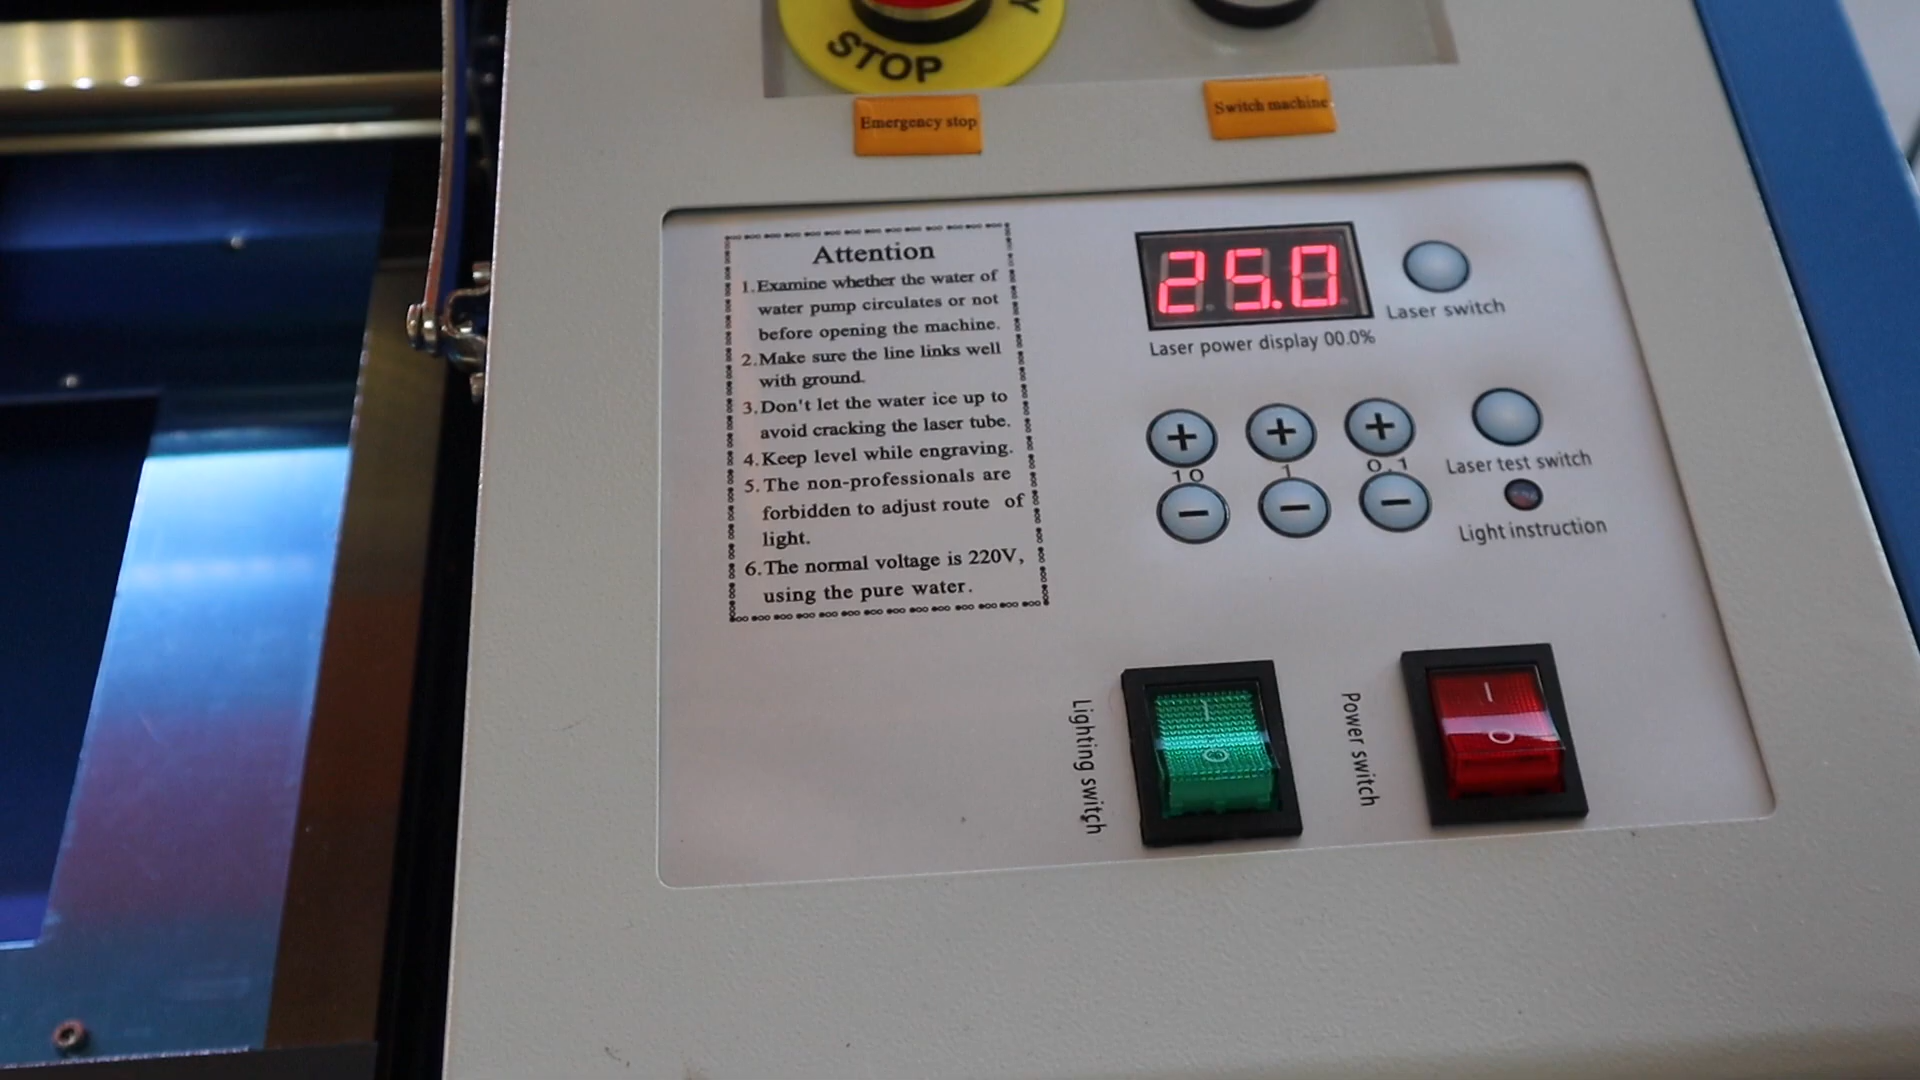 STOP
Emergency stop
Switch machine
Attention
1.Examine whether the water of
water pump circulates or not
before opening the machine.
2.Make sure the line links well
with ground.
3.Don't let the water ice up to
avoid cracking the laser tube.
4.Keep level while engraving.
5.The non-professionals are
forbidden to adjust route of
light.
6.The normal voltage is 220V,
using the pure water.
25.0
Laser switch
Laser power display 00.0%
+ + +
10 1 0.1
− − −
Laser test switch
Light instruction
Lighting switch
I
O
Power switch
I
O